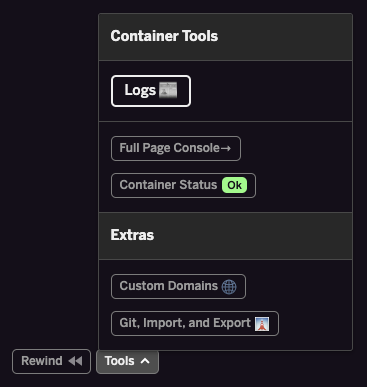 Container Tools
Logs
Full Page Console→
Container Status Ok
Extras
Custom Domains
Git, Import, and Export
Rewind
Tools